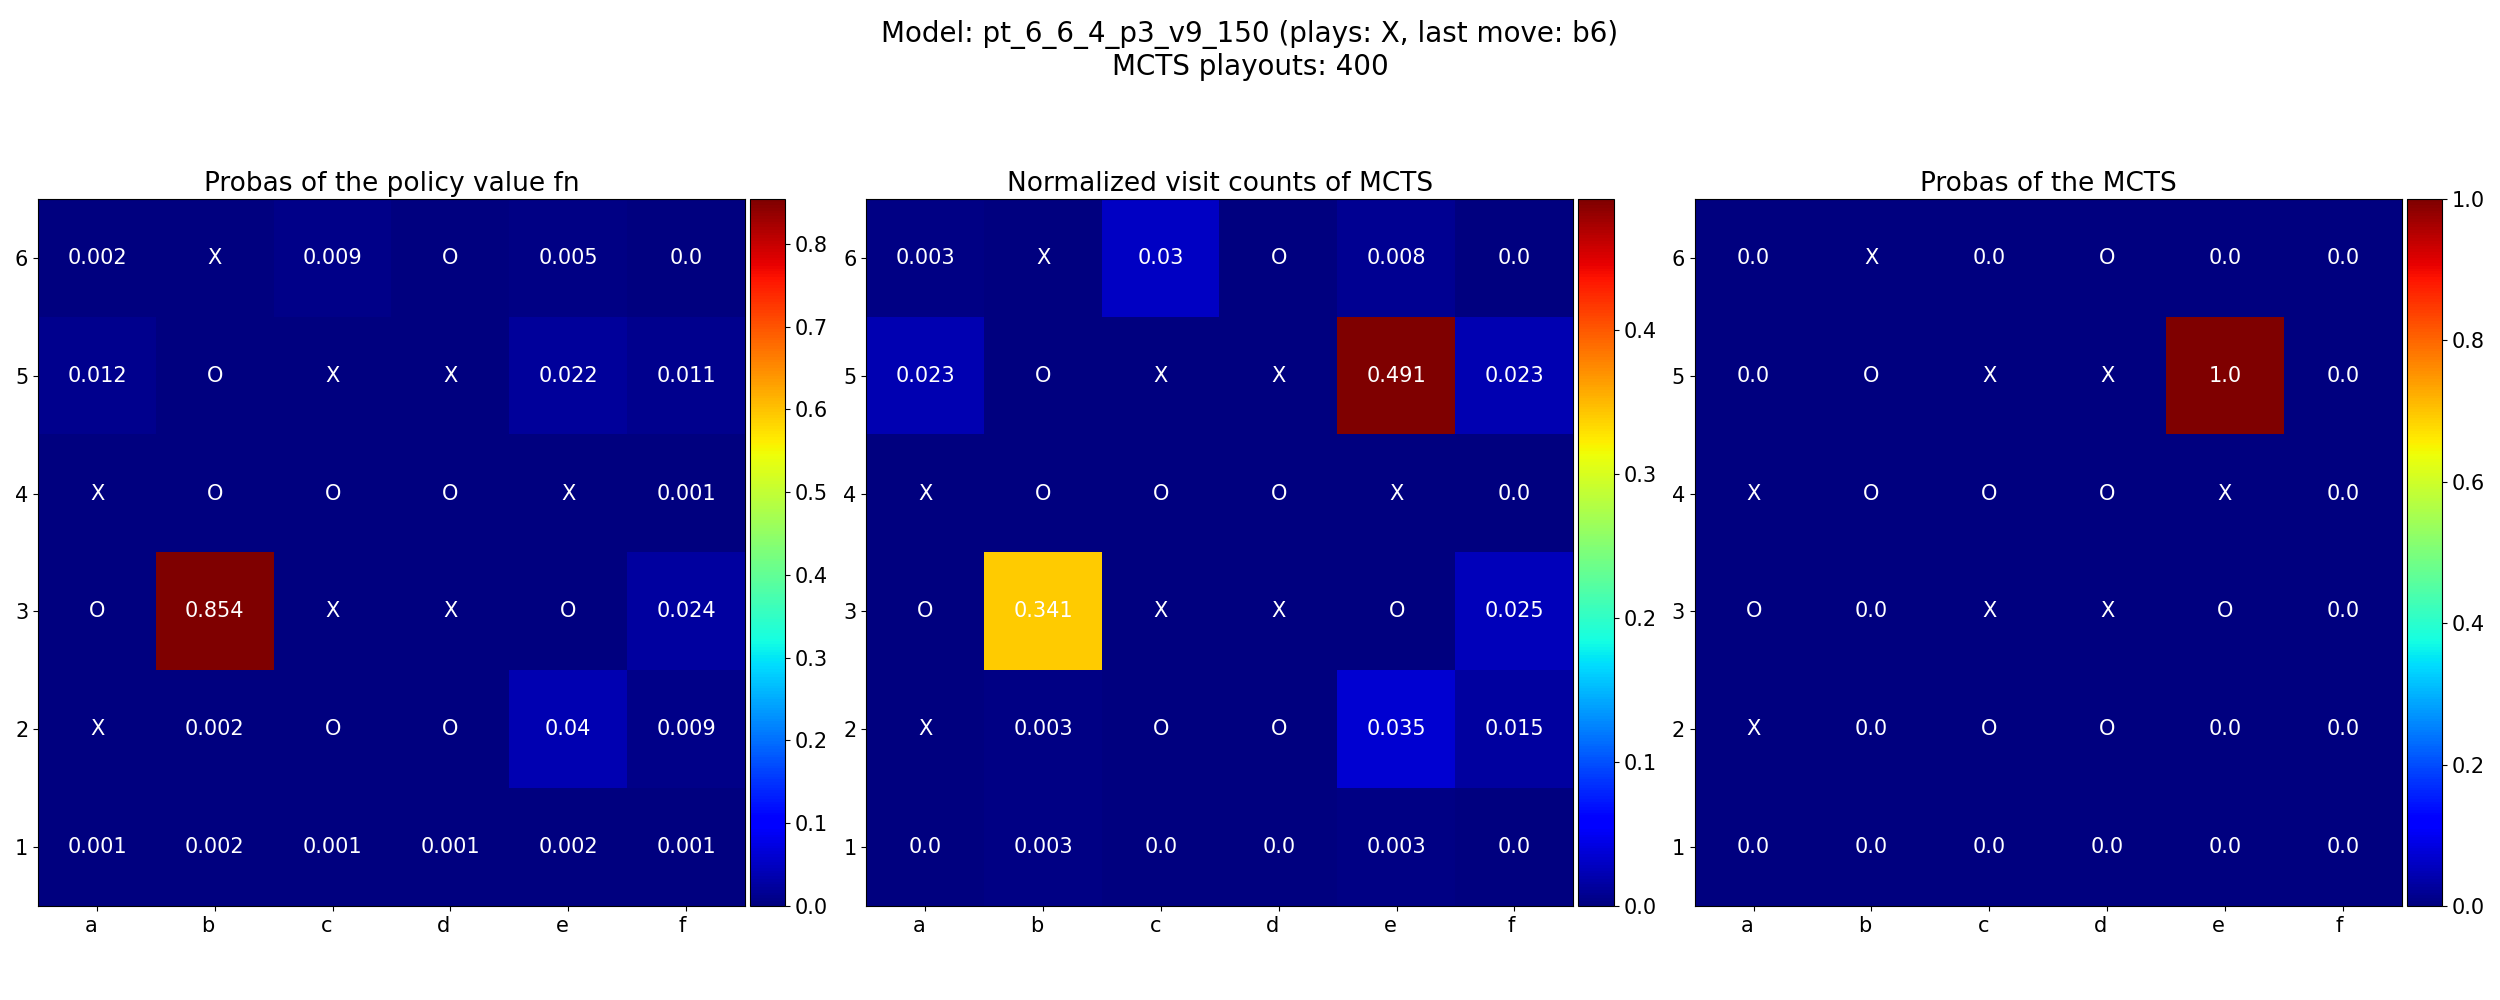 Model: pt_6_6_4_p3_v9_150 (plays: X, last move: b6)
MCTS playouts: 400
Probas of the policy value fn
6 0.002 X 0.009 O 0.005 0.0
5 0.012 O X X 0.022 0.011
4 X O O O X 0.001
3 O 0.854 X X O 0.024
2 X 0.002 O O 0.04 0.009
1 0.001 0.002 0.001 0.001 0.002 0.001
a b c d e f
0.8
0.7
0.6
0.5
0.4
0.3
0.2
0.1
0.0
Normalized visit counts of MCTS
6 0.003 X 0.03 O 0.008 0.0
5 0.023 O X X 0.491 0.023
4 X O O O X 0.0
3 O 0.341 X X O 0.025
2 X 0.003 O O 0.035 0.015
1 0.0 0.003 0.0 0.0 0.003 0.0
a b c d e f
0.4
0.3
0.2
0.1
0.0
Probas of the MCTS
6 0.0 X 0.0 O 0.0 0.0
5 0.0 O X X 1.0 0.0
4 X O O O X 0.0
3 O 0.0 X X O 0.0
2 X 0.0 O O 0.0 0.0
1 0.0 0.0 0.0 0.0 0.0 0.0
a b c d e f
1.0
0.8
0.6
0.4
0.2
0.0